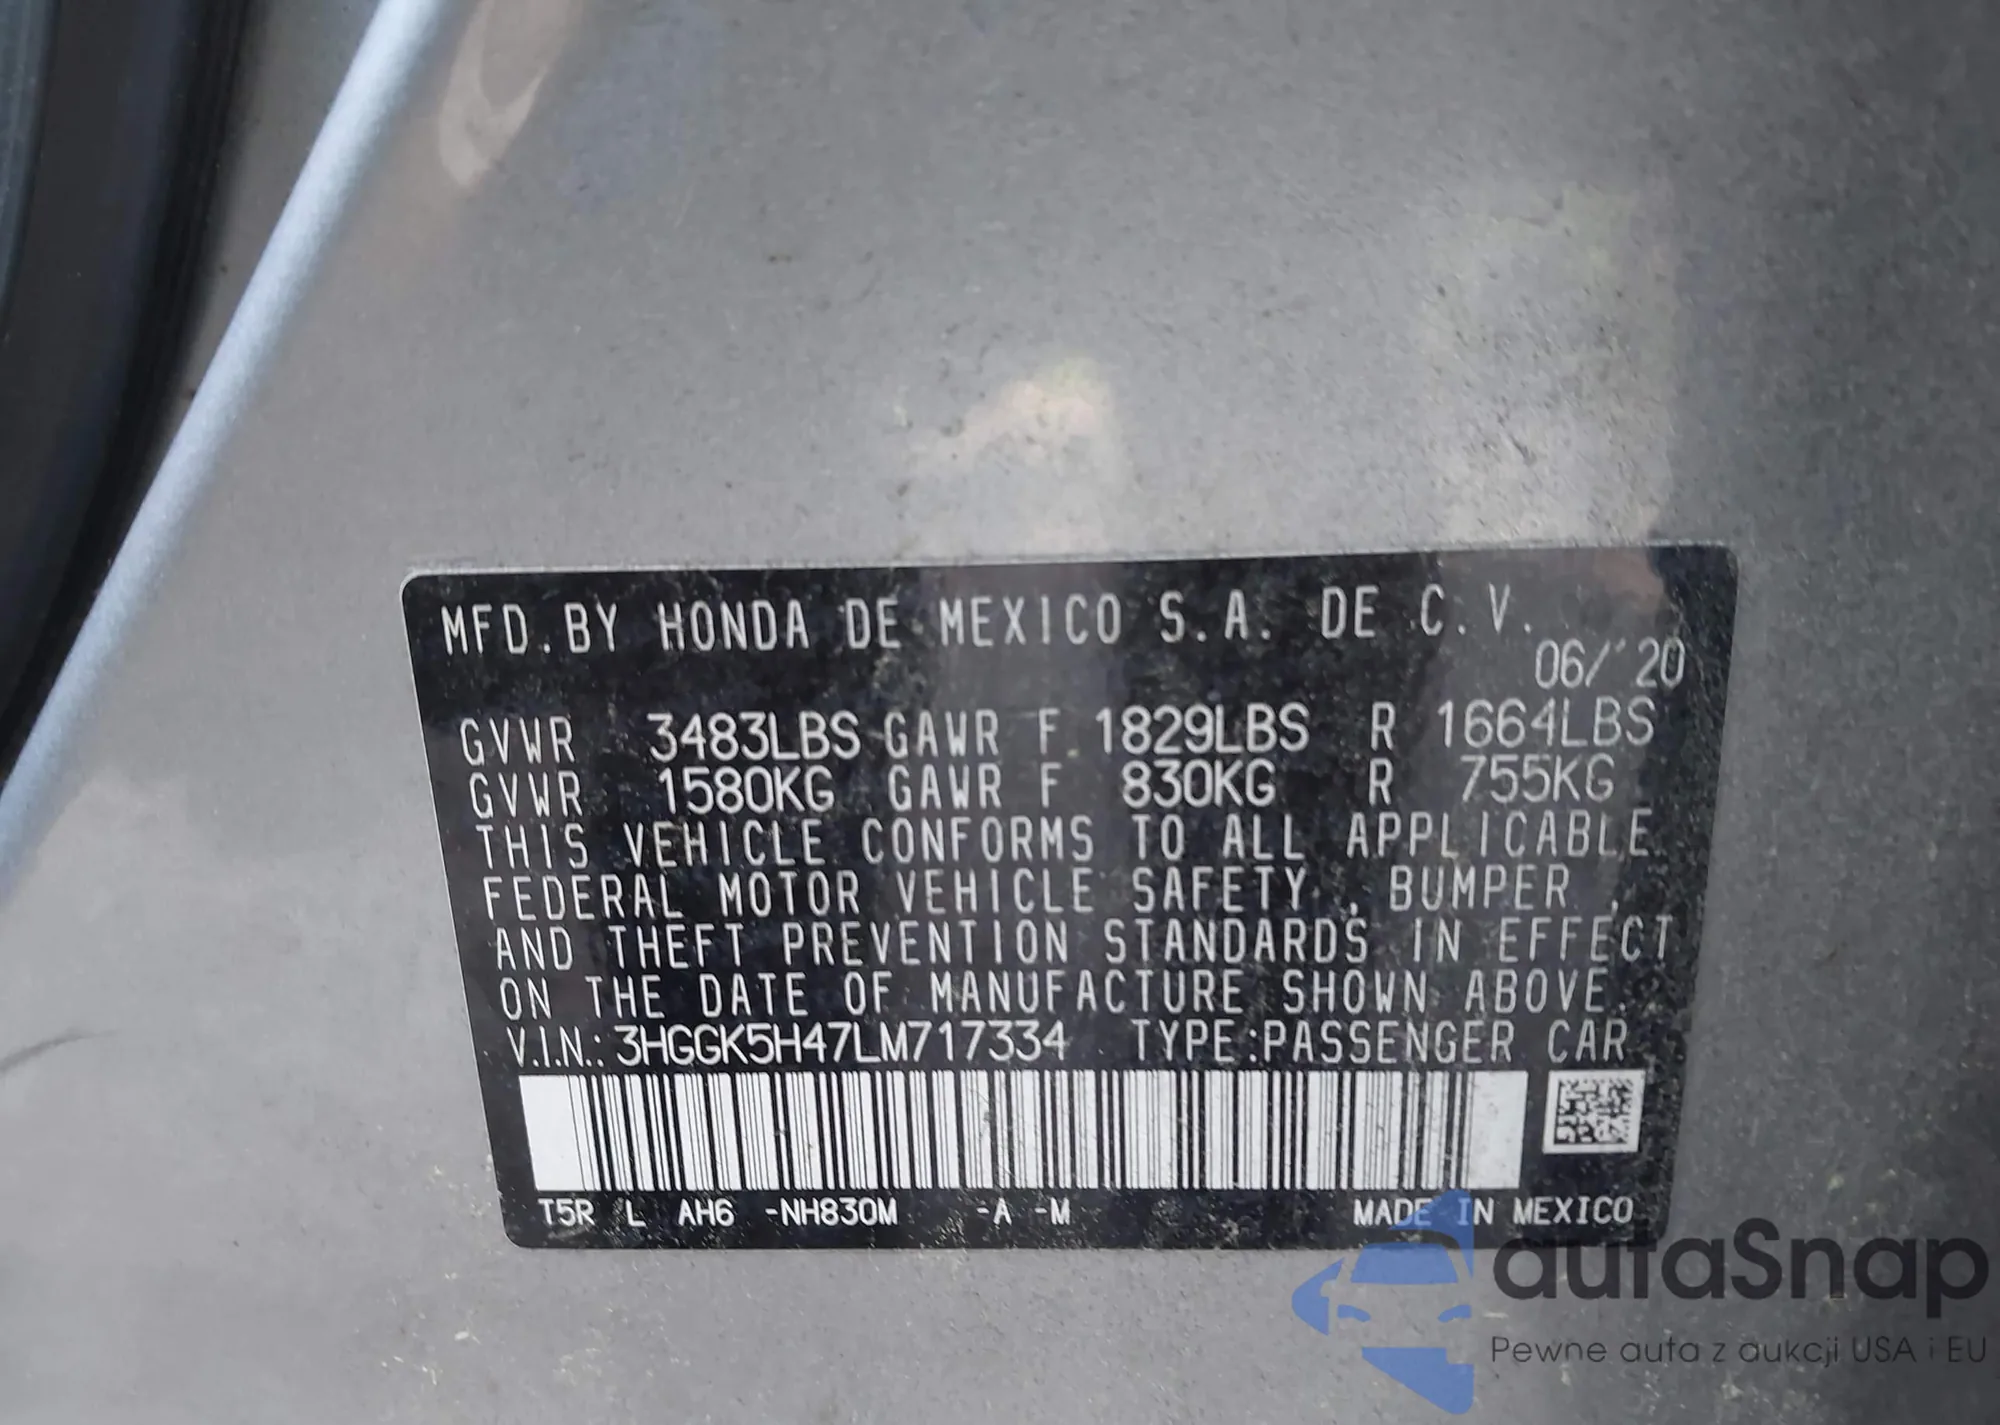 MFD. BY HONDA DE MEXICO S.A. DE C.V.
06/'20
GVWR 3483LBS GAWR F 1829LBS R 1664LBS
GVWR 1580KG GAWR F 830KG R 755KG
THIS VEHICLE CONFORMS TO ALL APPLICABLE
FEDERAL MOTOR VEHICLE SAFETY, BUMPER,
AND THEFT PREVENTION STANDARDS IN EFFECT
ON THE DATE OF MANUFACTURE SHOWN ABOVE.
V.I.N.: 3HGGK5H47LM717334 TYPE:PASSENGER CAR
T5R L AH6 -NH830M -A -M MADE IN MEXICO
autaSnap
Pewne auta z aukcji USA i EU